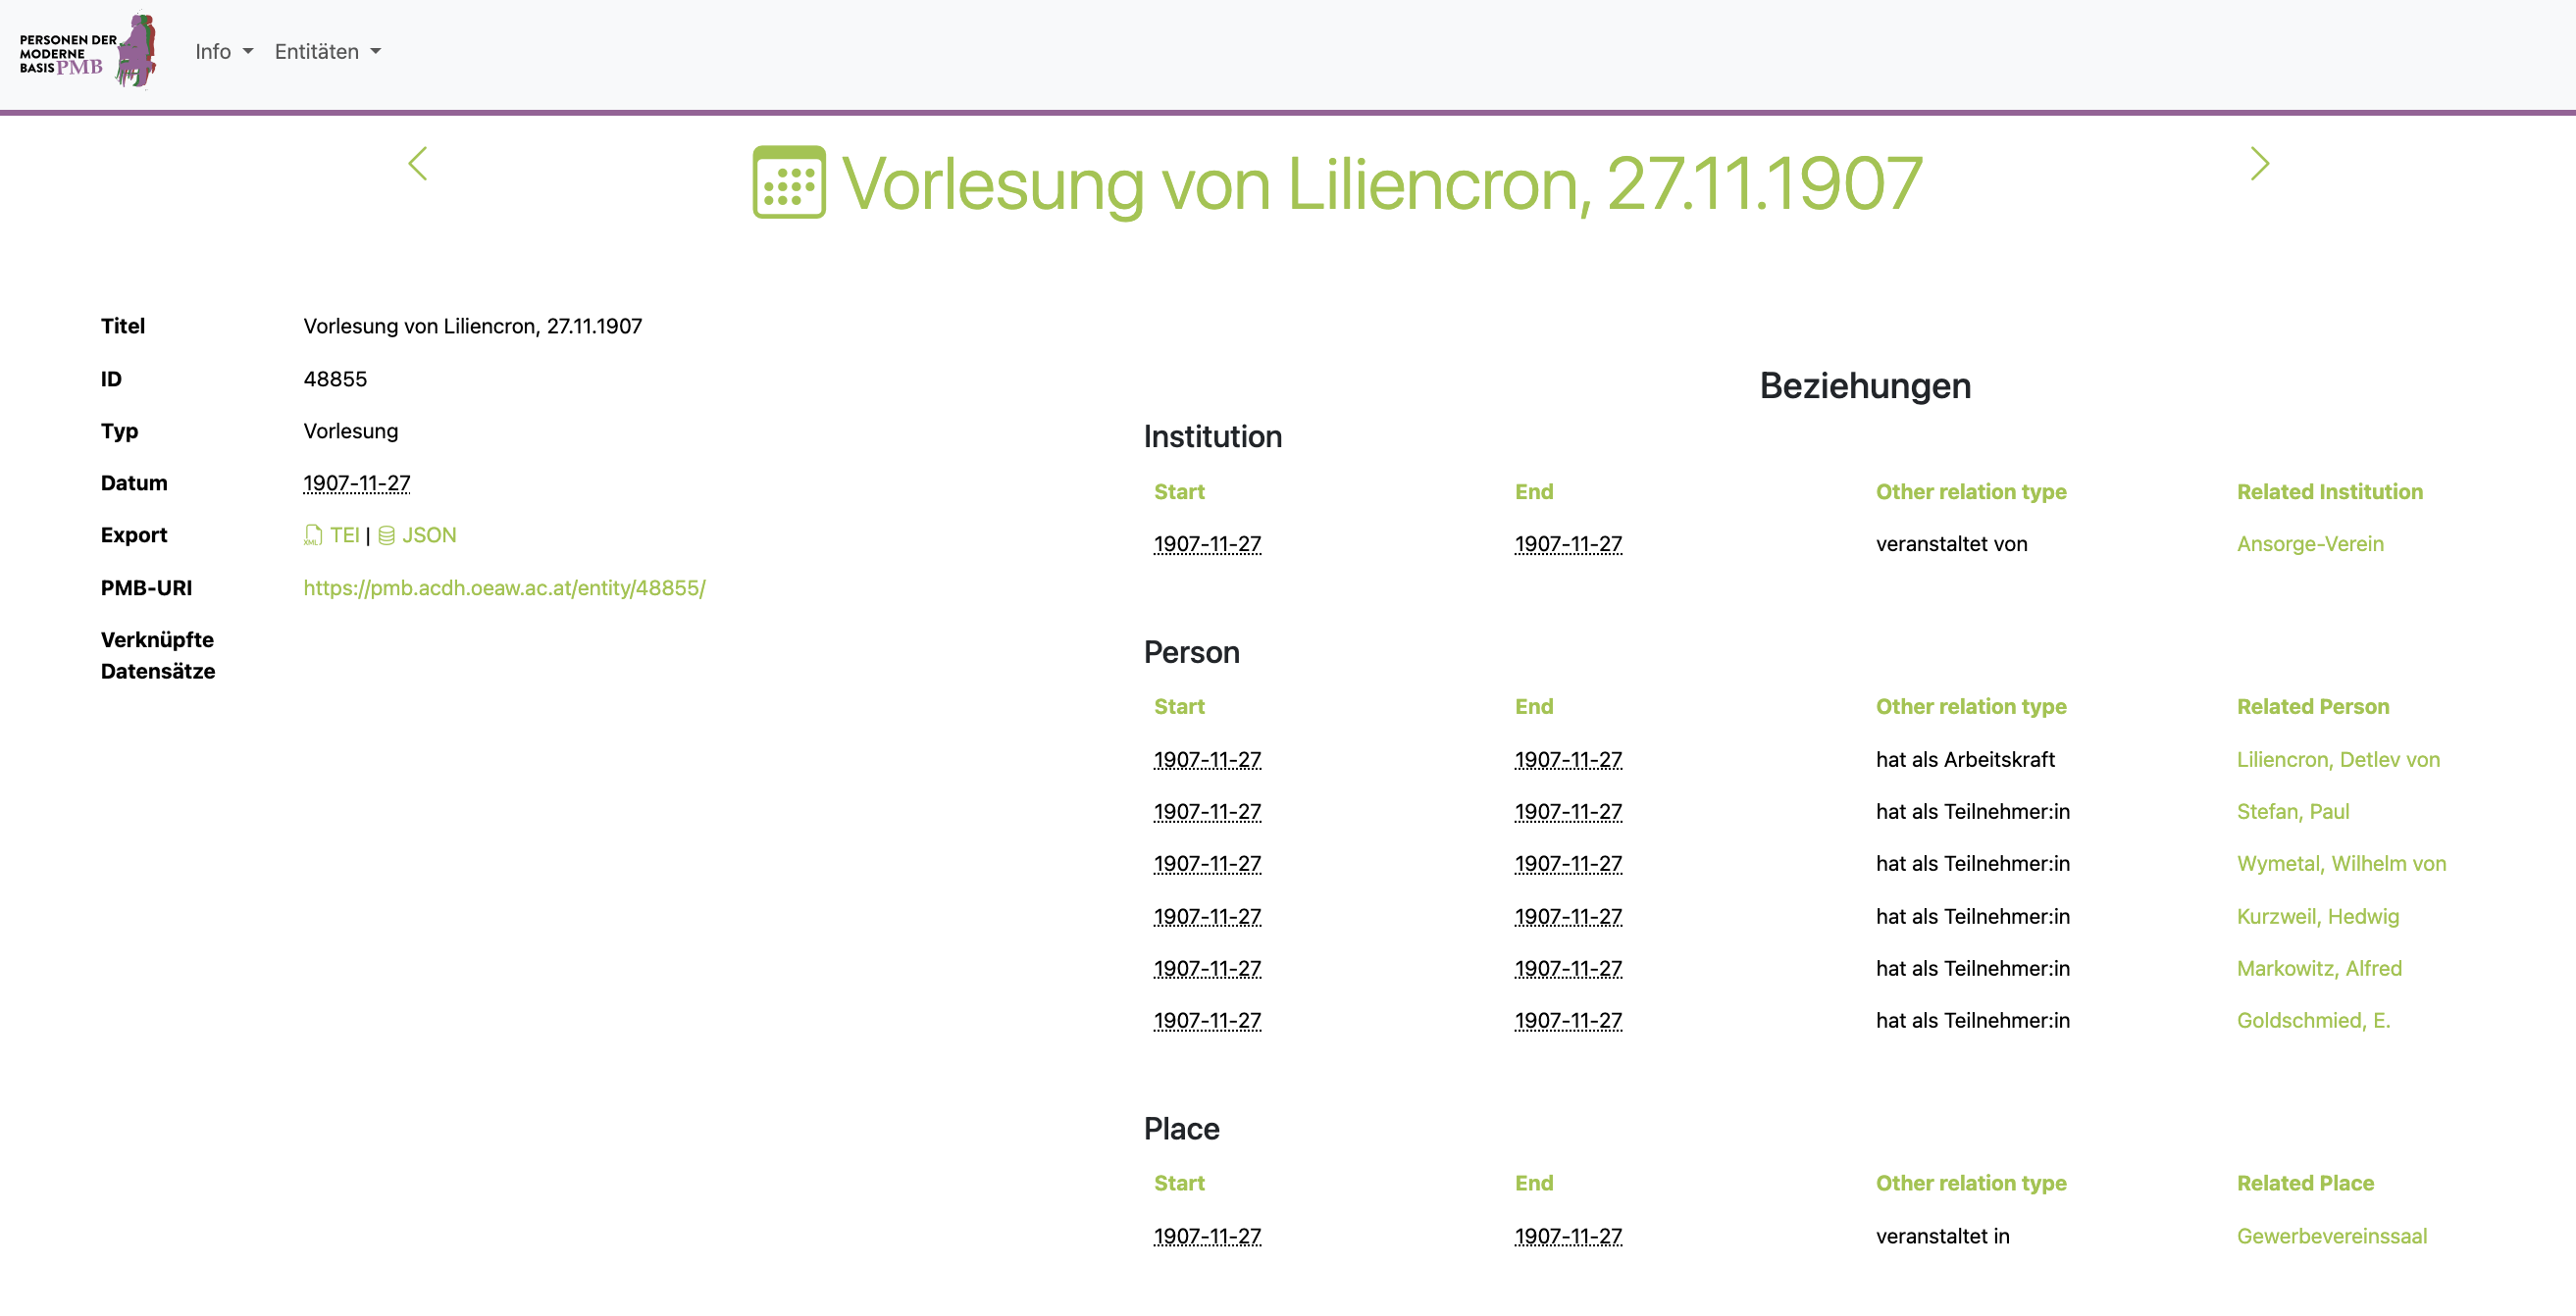 PERSONEN DER
MODERNE
BASIS PMB
Info Entitäten
Vorlesung von Liliencron, 27.11.1907
Titel Vorlesung von Liliencron, 27.11.1907
ID 48855
Typ Vorlesung
Datum 1907-11-27
Export XML TEI | JSON
PMB-URI https://pmb.acdh.oeaw.ac.at/entity/48855/
Verknüpfte
Datensätze
Beziehungen
Institution
Start End Other relation type Related Institution
1907-11-27 1907-11-27 veranstaltet von Ansorge-Verein
Person
Start End Other relation type Related Person
1907-11-27 1907-11-27 hat als Arbeitskraft Liliencron, Detlev von
1907-11-27 1907-11-27 hat als Teilnehmer:in Stefan, Paul
1907-11-27 1907-11-27 hat als Teilnehmer:in Wymetal, Wilhelm von
1907-11-27 1907-11-27 hat als Teilnehmer:in Kurzweil, Hedwig
1907-11-27 1907-11-27 hat als Teilnehmer:in Markowitz, Alfred
1907-11-27 1907-11-27 hat als Teilnehmer:in Goldschmied, E.
Place
Start End Other relation type Related Place
1907-11-27 1907-11-27 veranstaltet in Gewerbevereinssaal